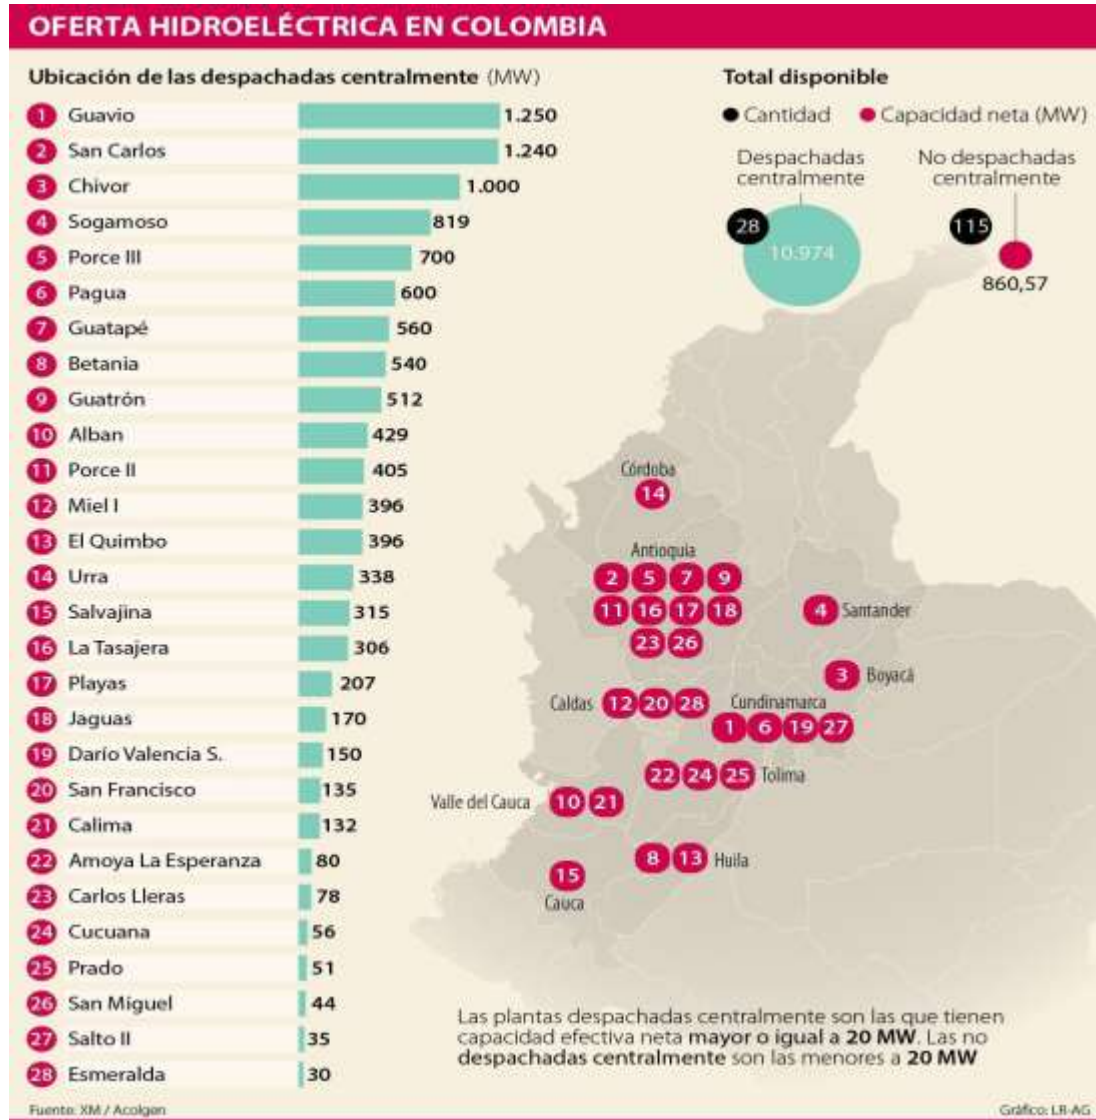 OFERTA HIDROELÉCTRICA EN COLOMBIA
Ubicación de las despachadas centralmente (MW)
1 Guavio 1.250
2 San Carlos 1.240
3 Chivor 1.000
4 Sogamoso 819
5 Porce III 700
6 Pagua 600
7 Guatapé 560
8 Betania 540
9 Guatrón 512
10 Alban 429
11 Porce II 405
12 Miel I 396
13 El Quimbo 396
14 Urra 338
15 Salvajina 315
16 La Tasajera 306
17 Playas 207
18 Jaguas 170
19 Darío Valencia S. 150
20 San Francisco 135
21 Calima 132
22 Amoya La Esperanza 80
23 Carlos Lleras 78
24 Cucuana 56
25 Prado 51
26 San Miguel 44
27 Salto II 35
28 Esmeralda 30
Total disponible
Cantidad Capacidad neta (MW)
Despachadas
centralmente
28
10.974
No despachadas
centralmente
115
860,57
Córdoba
14
Antioquia
2 5 7 9
11 16 17 18
23 26
4 Santander
3 Boyacá
Caldas 12 20 28
Cundinamarca
1 6 19 27
22 24 25 Tolima
Valle del Cauca 10 21
8 13 Huila
15
Cauca
Las plantas despachadas centralmente son las que tienen
capacidad efectiva neta mayor o igual a 20 MW. Las no
despachadas centralmente son las menores a 20 MW
Fuente: XM / Acolgen
Gráfico: LR-AG